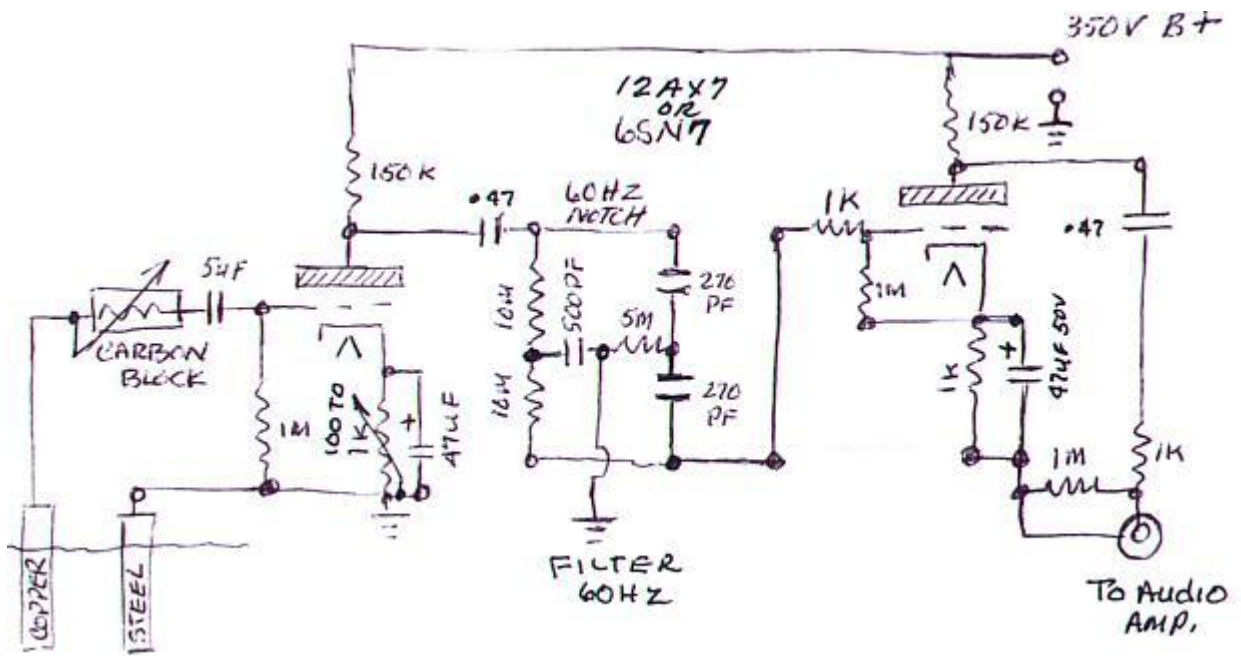 350V B+
12AX7
OR
6SN7
150K
150K
.47
60HZ
NOTCH
1K
.47
5uF
CARBON
BLOCK
10M
500PF
5M
270
PF
1M
1M
100 TO
1K
+
47uF
10M
270
PF
1K
+
47uF 50V
1M
1K
COPPER
STEEL
FILTER
60HZ
TO AUDIO
AMP.